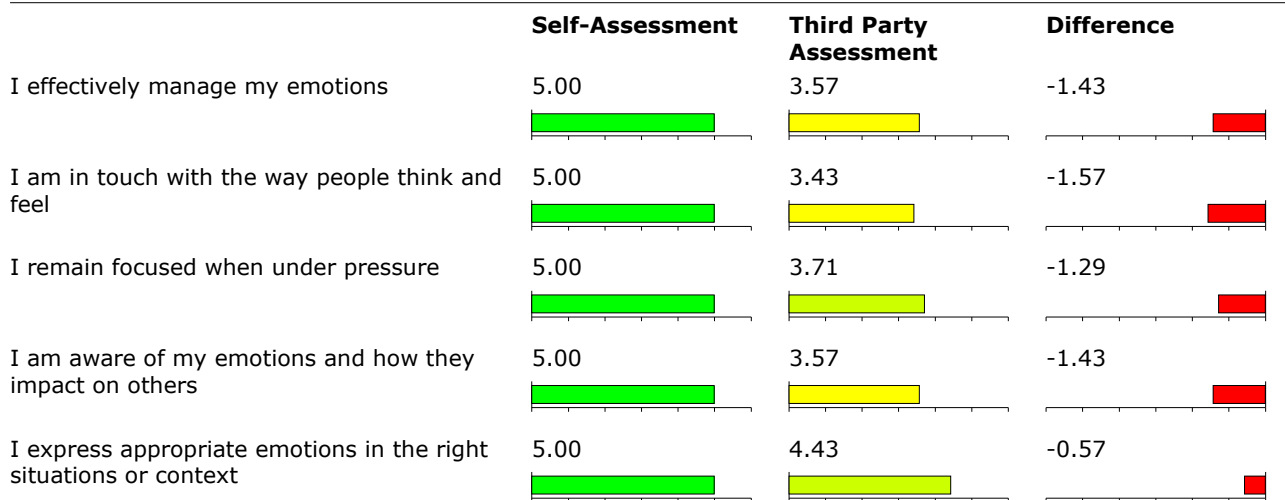 Self-Assessment Third Party Assessment Difference
I effectively manage my emotions 5.00 3.57 -1.43
I am in touch with the way people think and feel 5.00 3.43 -1.57
I remain focused when under pressure 5.00 3.71 -1.29
I am aware of my emotions and how they impact on others 5.00 3.57 -1.43
I express appropriate emotions in the right situations or context 5.00 4.43 -0.57